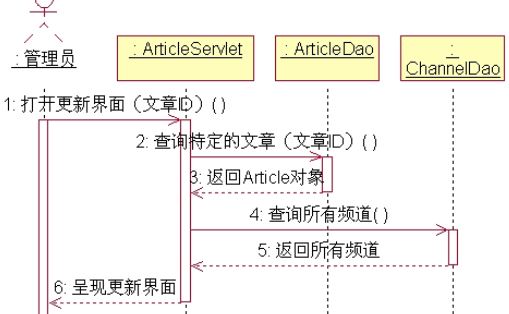 : 管理员
: ArticleServlet
: ArticleDao
:
ChannelDao
1: 打开更新界面（文章ID）( )
2: 查询特定的文章（文章ID）( )
3: 返回Article对象
4: 查询所有频道( )
5: 返回所有频道
6: 呈现更新界面